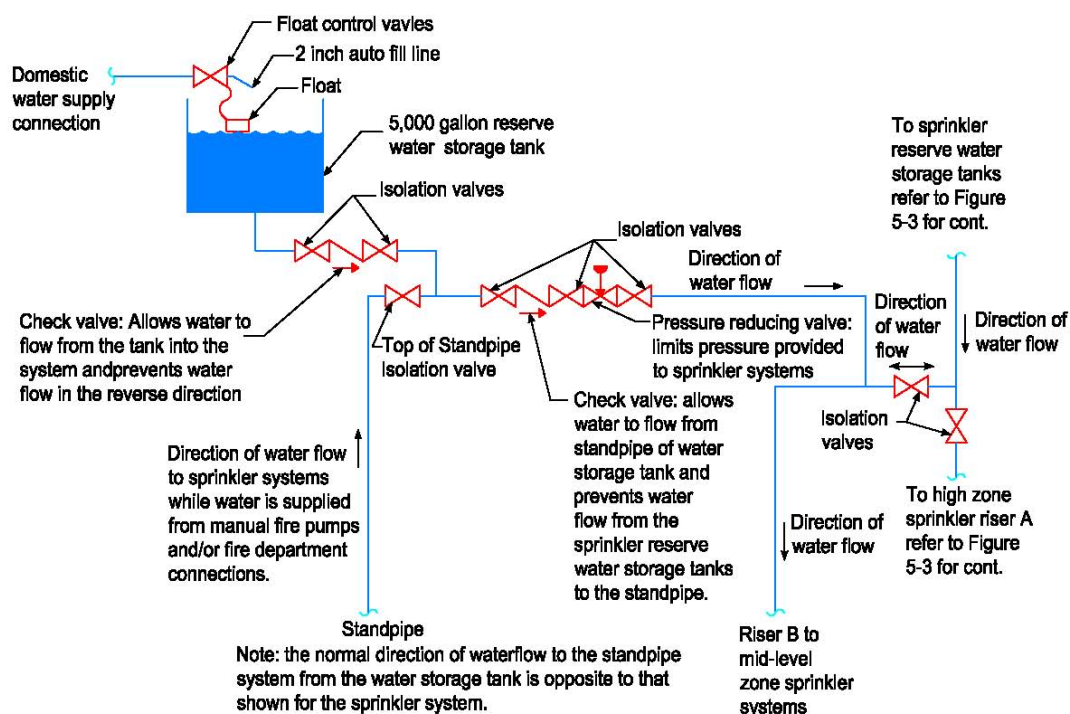 Float control vavles
2 inch auto fill line
Domestic
water supply
connection
Float
5,000 gallon reserve
water storage tank
Isolation valves
To sprinkler
reserve water
storage tanks
refer to Figure
5-3 for cont.
Isolation valves
Direction of
water flow
Check valve: Allows water to
flow from the tank into the
system andprevents water
flow in the reverse direction
Top of Standpipe
Isolation valve
Pressure reducing valve:
limits pressure provided
to sprinkler systems
Direction
of water
flow
Direction of
water flow
Isolation
valves
Check valve: allows
water to flow from
standpipe of water
storage tank and
prevents water
flow from the
sprinkler reserve
water storage tanks
to the standpipe.
Direction of water flow
to sprinkler systems
while water is supplied
from manual fire pumps
and/or fire department
connections.
Direction of
water flow
To high zone
sprinkler riser A
refer to Figure
5-3 for cont.
Standpipe
Note: the normal direction of waterflow to the standpipe
system from the water storage tank is opposite to that
shown for the sprinkler system.
Riser B to
mid-level
zone sprinkler
systems